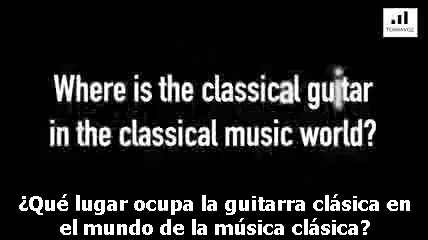 TERRAVOZ
Where is the classical guitar
in the classical music world?
¿Qué lugar ocupa la guitarra clásica en
el mundo de la música clásica?